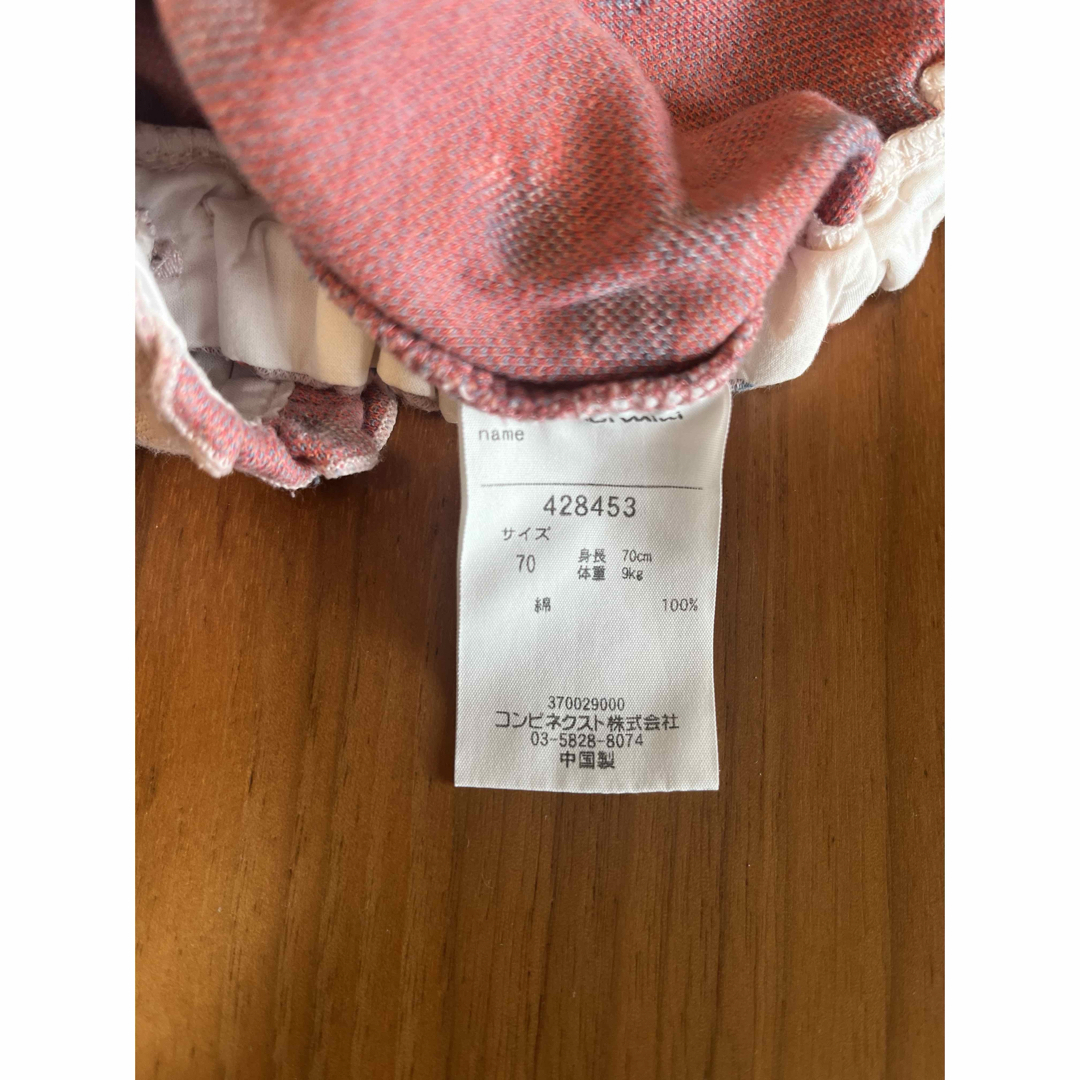 name
428453
サイズ
70 身長 70cm
体重 9kg
綿 100%
370029000
コンビネクスト株式会社
03-5828-8074
中国製